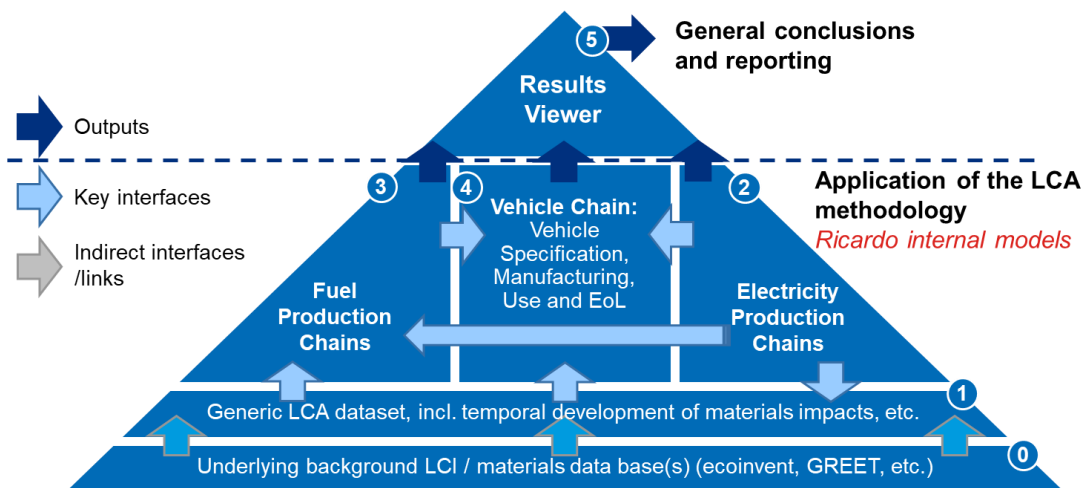 5
General conclusions
and reporting
Results
Viewer
Outputs
Key interfaces
Indirect interfaces
/links
3
4
2
Application of the LCA
methodology
Ricardo internal models
Vehicle Chain:
Vehicle
Specification,
Manufacturing,
Use and EoL
Fuel
Production
Chains
Electricity
Production
Chains
1
Generic LCA dataset, incl. temporal development of materials impacts, etc.
0
Underlying background LCI / materials data base(s) (ecoinvent, GREET, etc.)